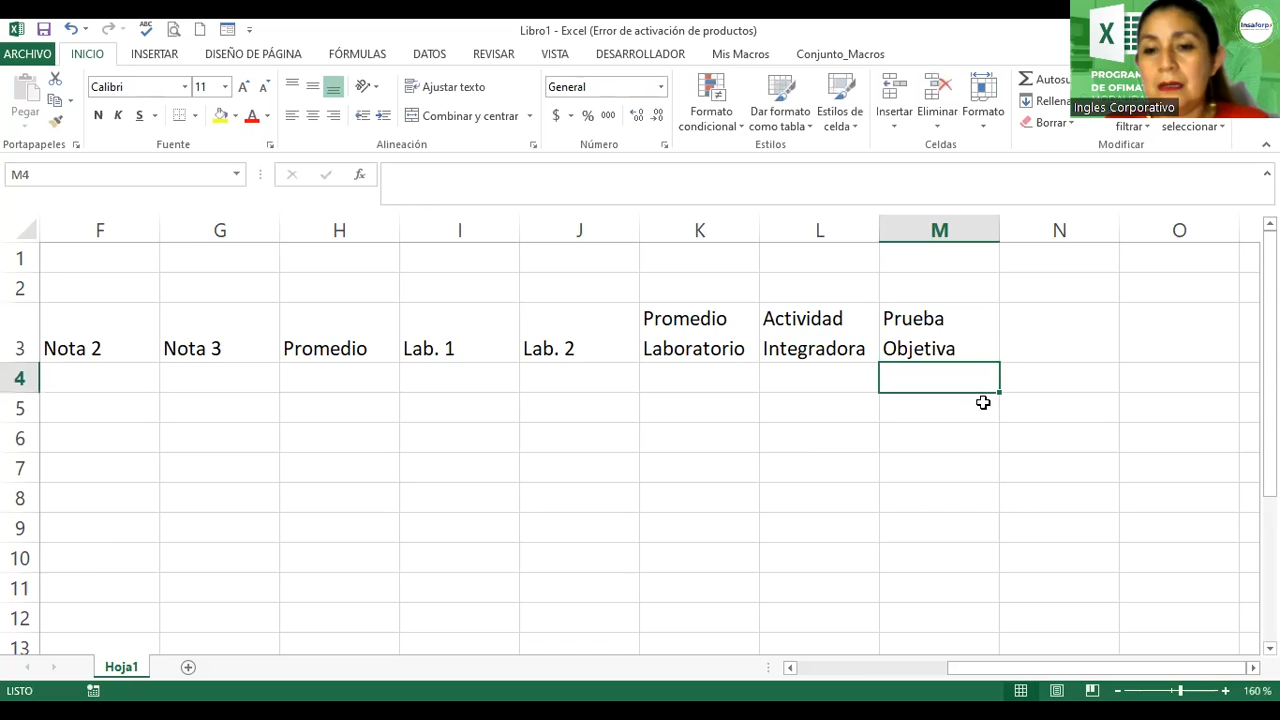 Libro1 - Excel (Error de activación de productos)
ARCHIVO INICIO INSERTAR DISEÑO DE PÁGINA FÓRMULAS DATOS REVISAR VISTA DESARROLLADOR Mis Macros Conjunto_Macros
Pegar
Calibri 11
N K S
Ajustar texto
Combinar y centrar
General
$ % 000
Formato condicional
Dar formato como tabla
Estilos de celda
Insertar
Eliminar
Formato
Autosu
Rellena
Borrar
filtrar
seleccionar
Portapapeles Fuente Alineación Número Estilos Celdas Modificar
PROGRAM
DE OFIMA
Insaforp
Ingles Corporativo
M4
fx
F G H I J K L M N O
1
2
3 Nota 2 Nota 3 Promedio Lab. 1 Lab. 2 Promedio Laboratorio Actividad Integradora Prueba Objetiva
4
5
6
7
8
9
10
11
12
13
Hoja1
LISTO
160 %